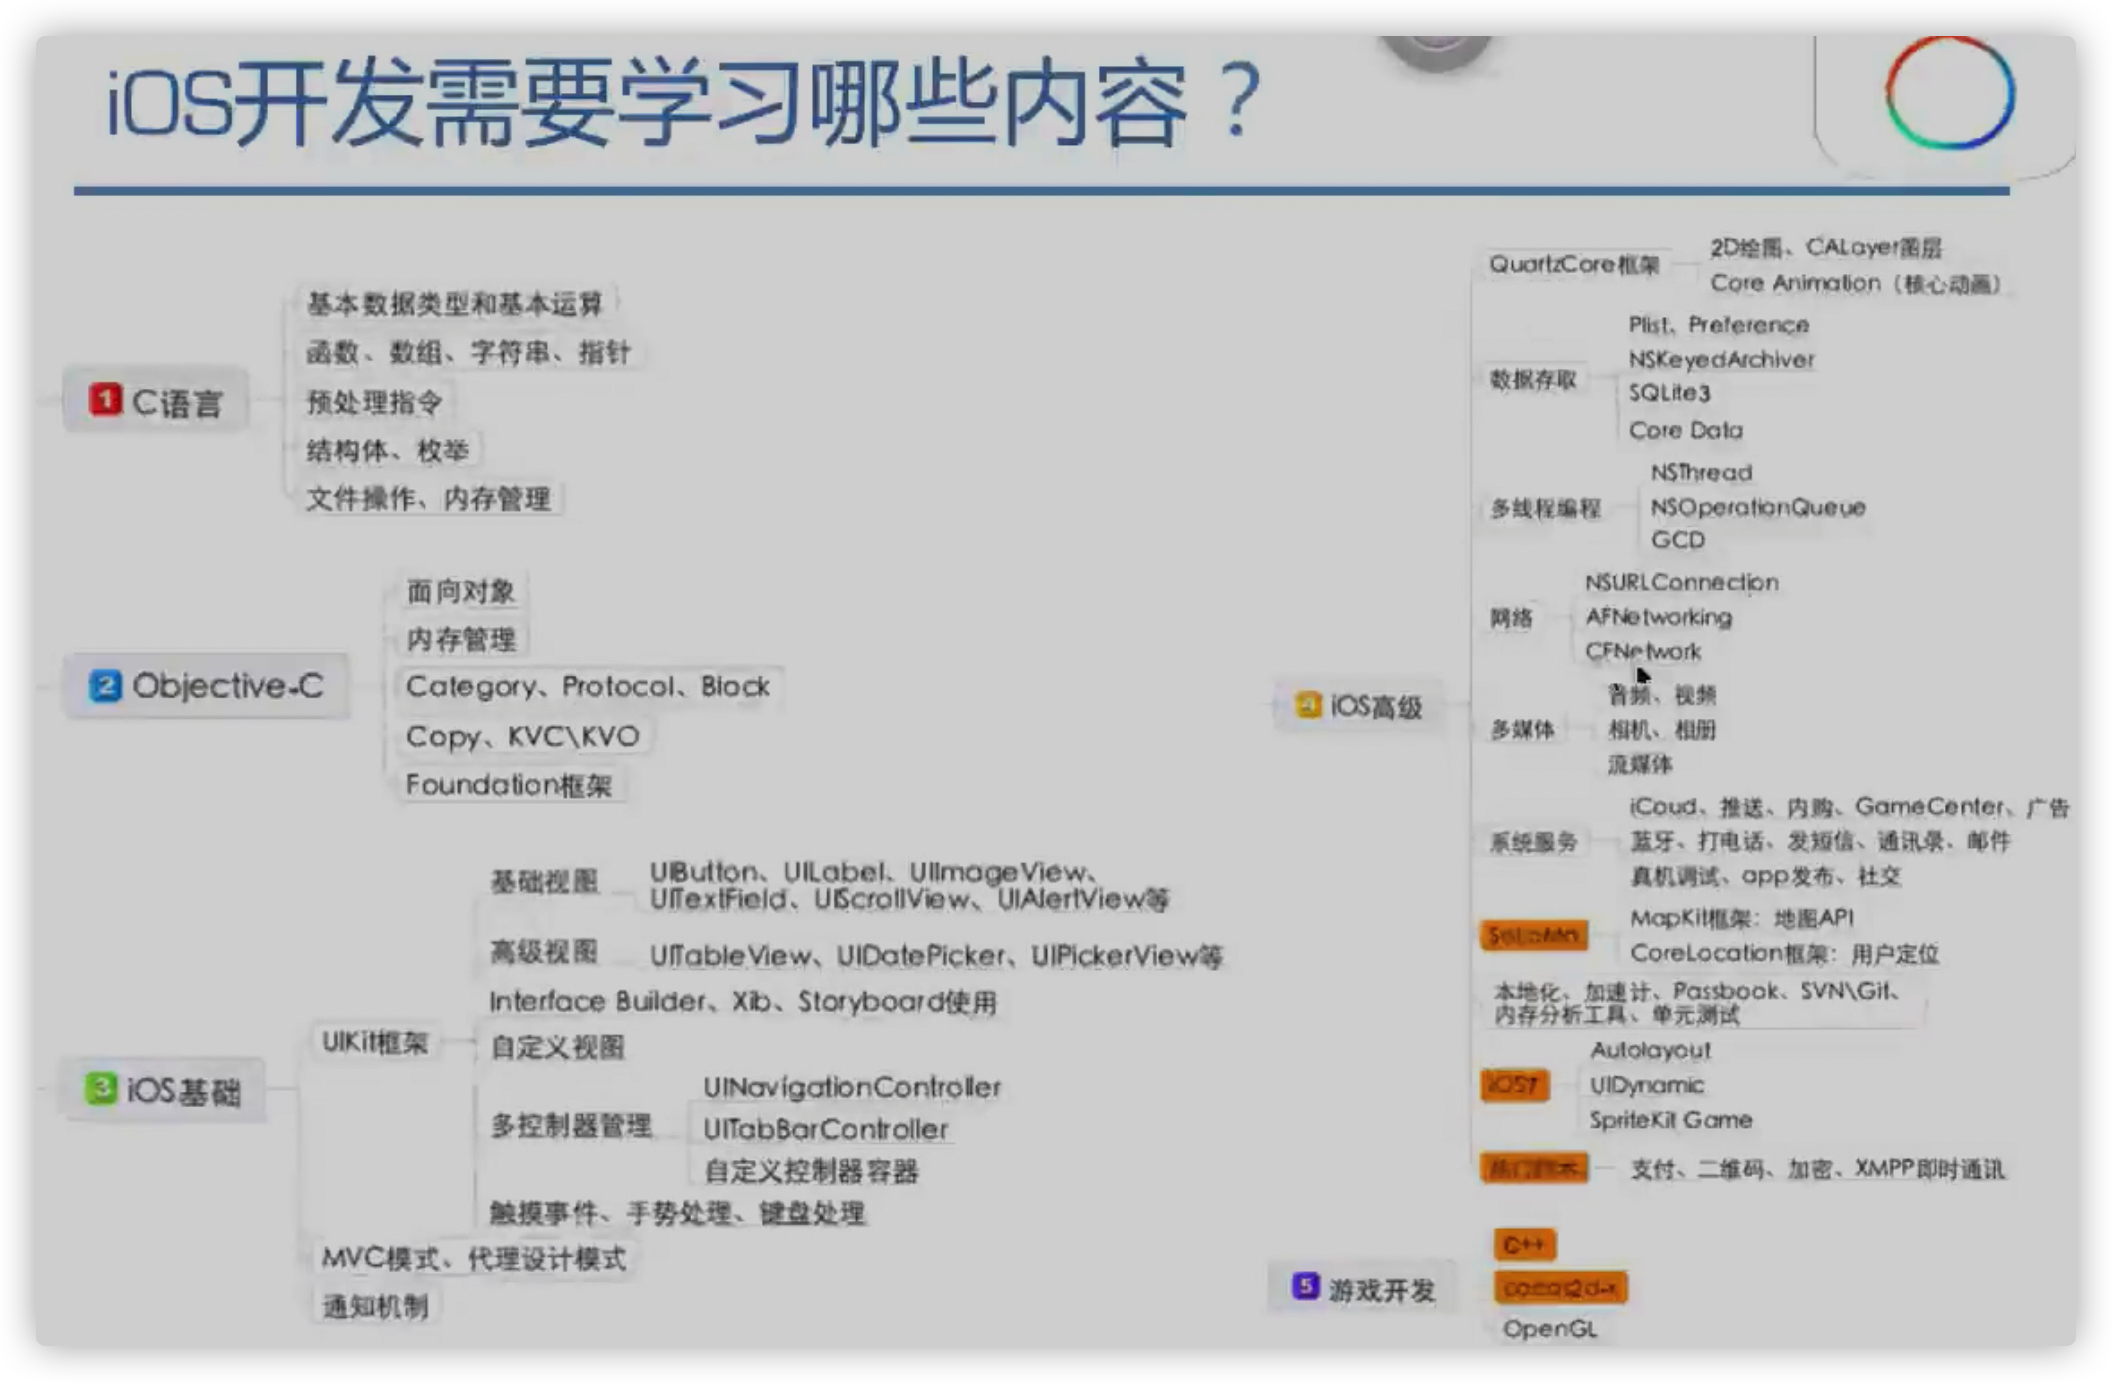 iOS开发需要学习哪些内容？
1 C语言
基本数据类型和基本运算
函数、数组、字符串、指针
预处理指令
结构体、枚举
文件操作、内存管理
2 Objective-C
面向对象
内存管理
Category、Protocol、Block
Copy、KVC\KVO
Foundation框架
3 iOS基础
UIKit框架
基础视图
UIButton、UILabel、UIImageView、
UITextField、UIScrollView、UIAlertView等
高级视图
UITableView、UIDatePicker、UIPickerView等
Interface Builder、Xib、Storyboard使用
自定义视图
多控制器管理
UINavigationController
UITabBarController
自定义控制器容器
触摸事件、手势处理、键盘处理
MVC模式、代理设计模式
通知机制
4 iOS高级
QuartzCore框架
2D绘图、CALayer图层
Core Animation（核心动画）
数据存取
Plist、Preference
NSKeyedArchiver
SQLite3
Core Data
多线程编程
NSThread
NSOperationQueue
GCD
网络
NSURLConnection
AFNetworking
CFNetwork
多媒体
音频、视频
相机、相册
流媒体
系统服务
iCoud、推送、内购、GameCenter、广告
蓝牙、打电话、发短信、通讯录、邮件
真机调试、app发布、社交
SoLoMo
MapKit框架：地图API
CoreLocation框架：用户定位
本地化、加速计、Passbook、SVN\Git、
内存分析工具、单元测试
iOS7
Autolayout
UIDynamic
SpriteKit Game
支付、二维码、加密、XMPP即时通讯
5 游戏开发
C++
cocos2d-x
OpenGL